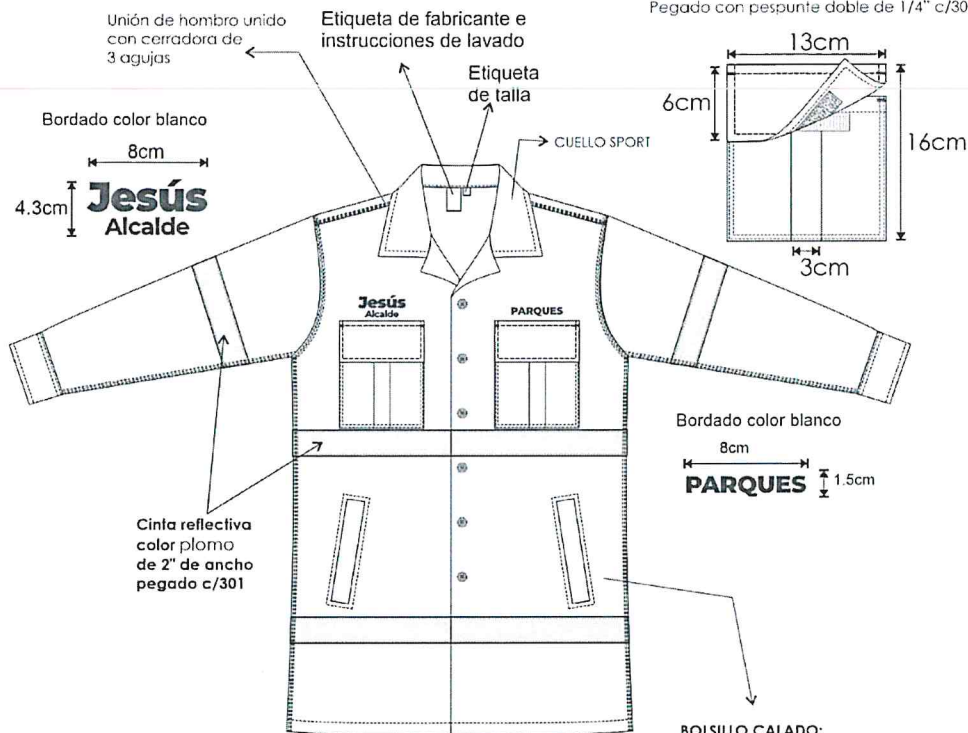 Pegado con pespunte doble de 1/4" c/30
Unión de hombro unido
con cerradora de
3 agujas
Etiqueta de fabricante e
instrucciones de lavado
Etiqueta
de talla
13cm
6cm
16cm
3cm
Bordado color blanco
8cm
4.3cm
Jesús
Alcalde
CUELLO SPORT
Jesús
Alcalde
PARQUES
Bordado color blanco
8cm
PARQUES
1.5cm
Cinta reflectiva
color plomo
de 2" de ancho
pegado c/301
BOLSILLO CALADO: